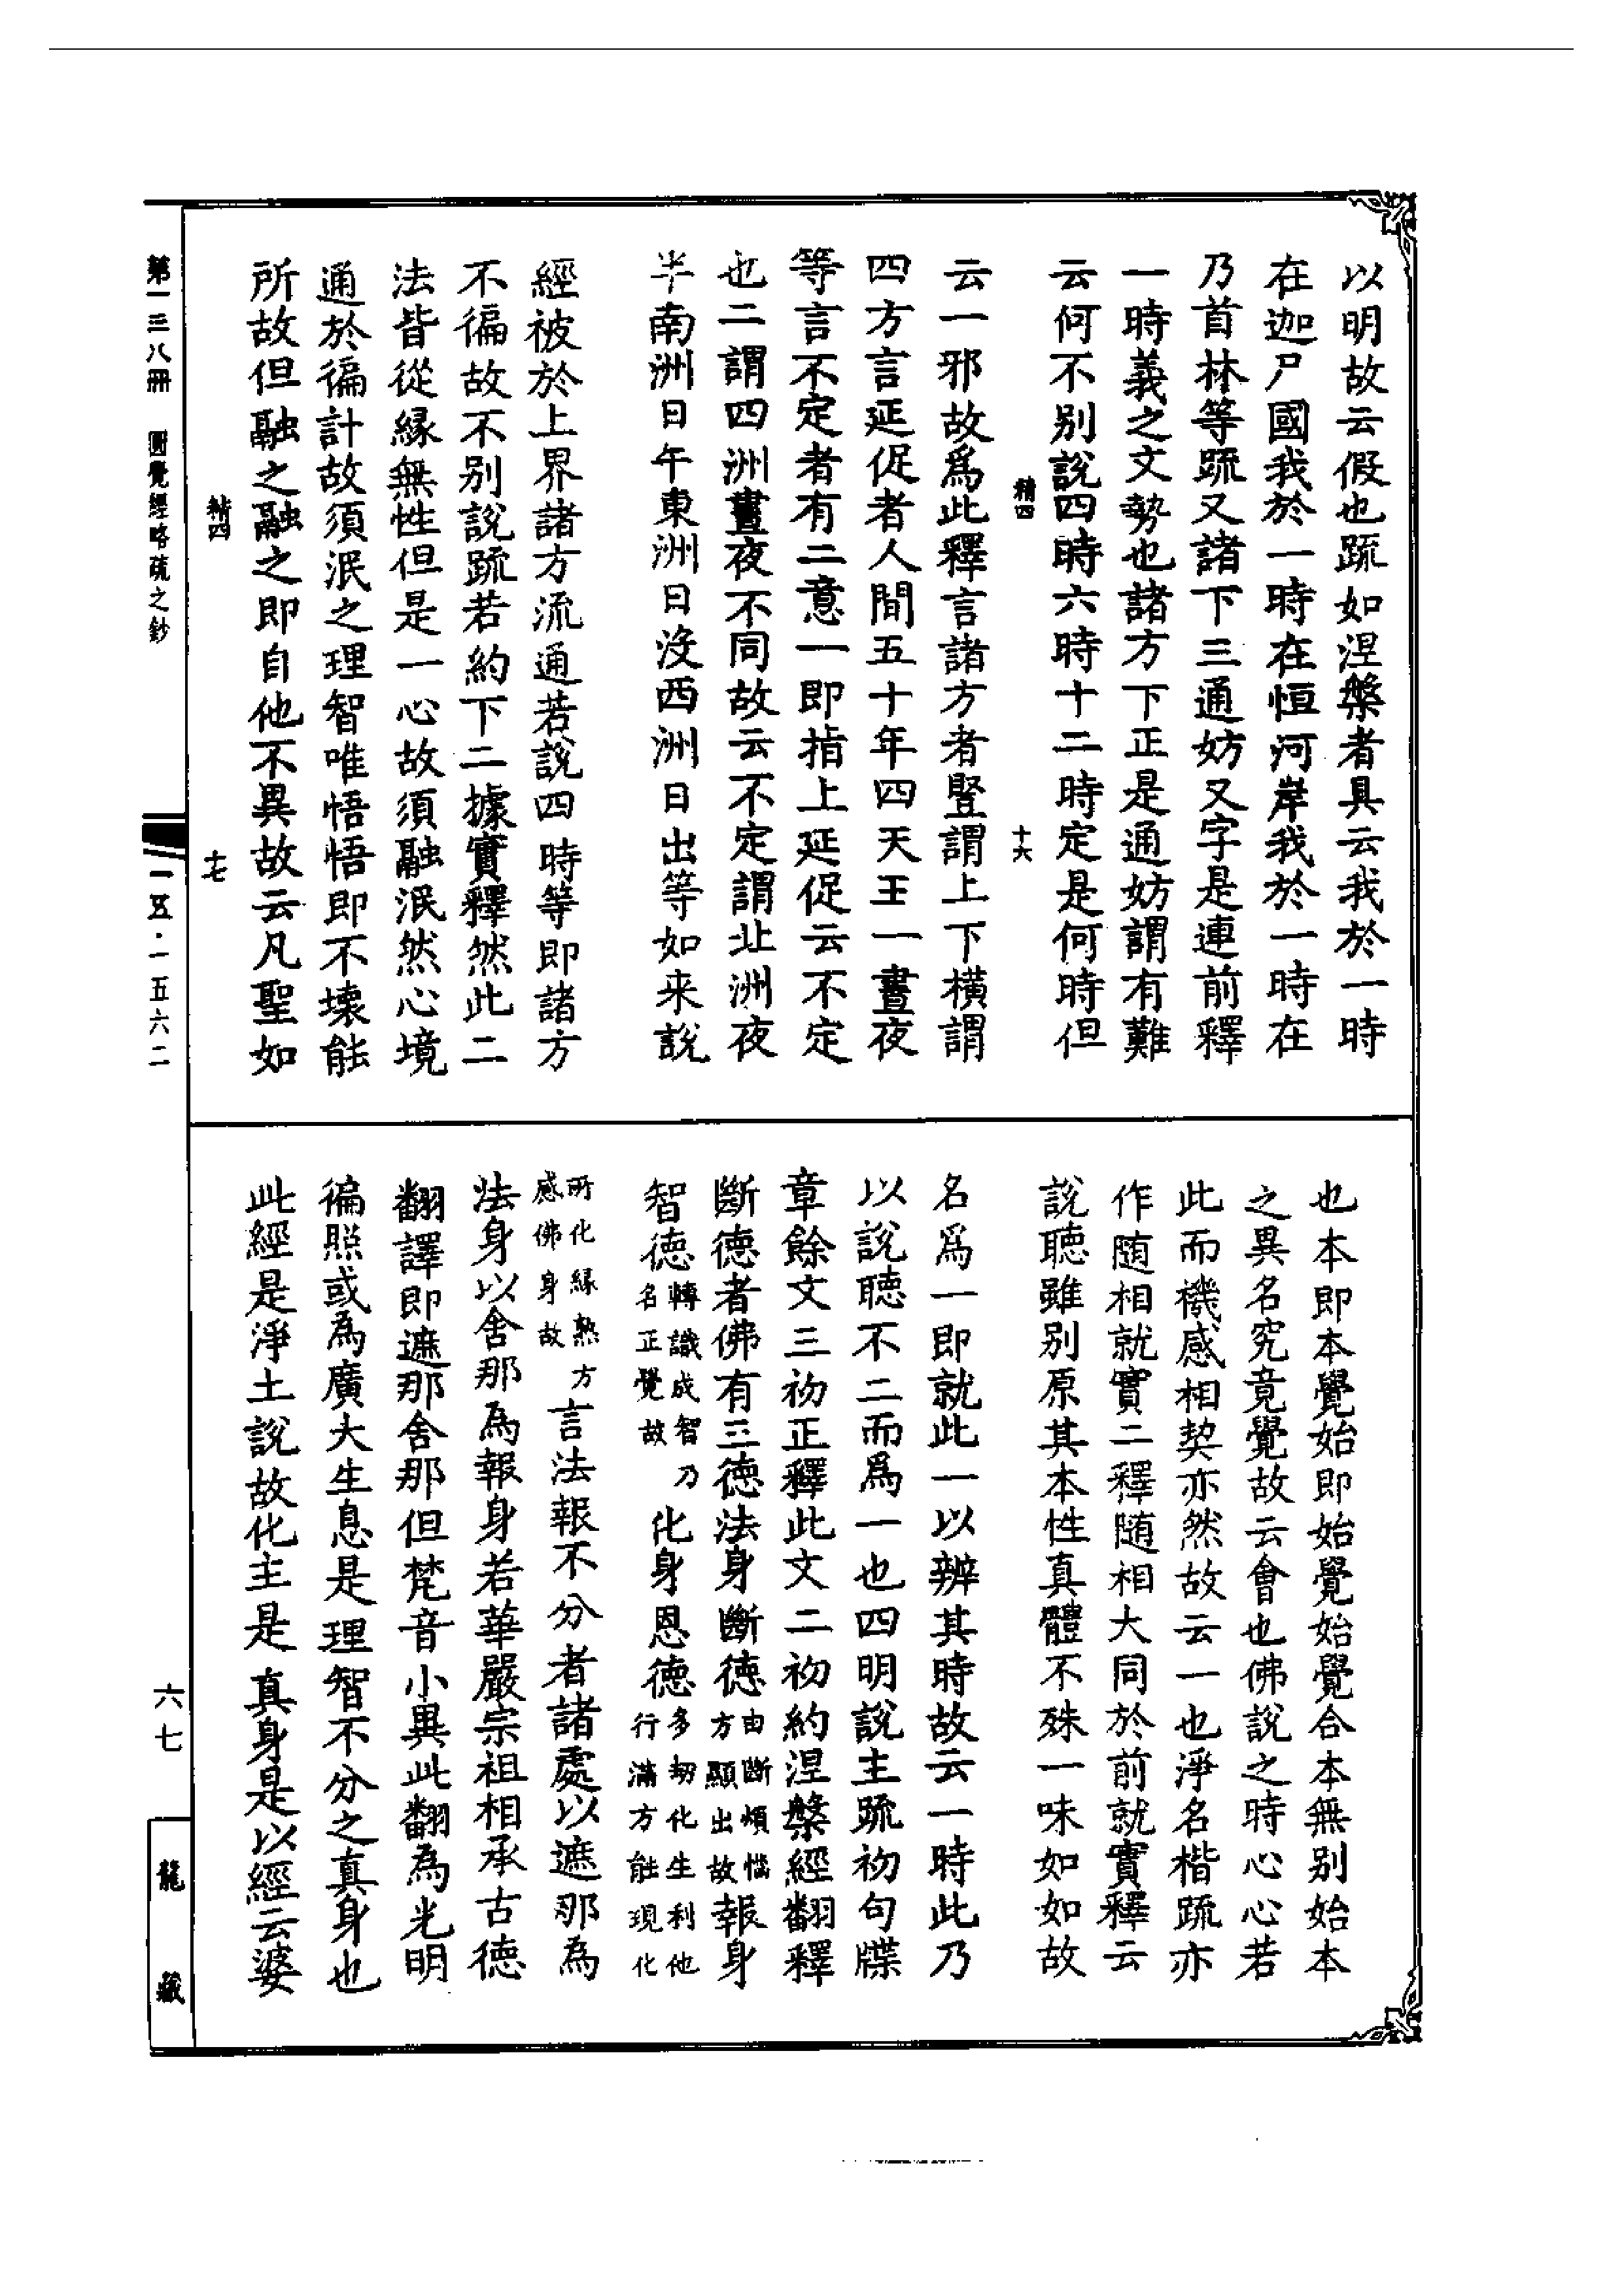 以明故云假也䟽如涅槃者具云我於一時
在迦尸國我於一時在恒河岸我於一時在
乃首林等䟽又諸下三通妨又字是連前釋
一時義之文勢也諸方下正是通妨謂有難
云何不别說四時六時十二時定是何時但
精四
十六
云一邪故爲此釋言諸方者竪謂上下橫謂
四方言延促者人間五十年四天王一晝夜
等言不定者有二意一即指上延促云不定
也二謂四洲晝夜不同故云不定謂北洲夜
半南洲日午東洲日沒西洲日出等如来說
經被於上界諸方流通若說四時等即諸方
不徧故不别說䟽若約下二據實釋然此二
法皆從縁無性但是一心故須融泯然心境
通於徧計故須泯之理智唯悟悟即不壞能
所故但融之融之即自他不異故云凡聖如
精四
十七
也本即本覺始即始覺始覺合本無别始本
之異名究竟覺故云會也佛說之時心心若
此而機感相契亦然故云一也淨名楷䟽亦
作随相就實二釋随相大同於前就實釋云
說聽雖别原其本性真體不殊一味如如故
名爲一即就此一以辨其時故云一時此乃
以說聽不二而爲一也四明說主䟽初句牒
章餘文三初正釋此文二初約涅槃經翻釋
斷德者佛有三德法身斷德由斷煩惱方顯出故報身
智德轉識成智乃名正覺故化身恩德多劫化生利他行滿方能現化
所化縁熟方感佛身故言法報不分者諸處以遮那為
法身以舍那為報身若華嚴宗祖相承古德
翻譯即遮那舍那但梵音小異此翻為光明
徧照或為廣大生息是理智不分之真身也
此經是淨土說故化主是真身是以經云婆
第一三八冊　圓覺經略疏之鈔
一五·一五六二
六七
龍藏